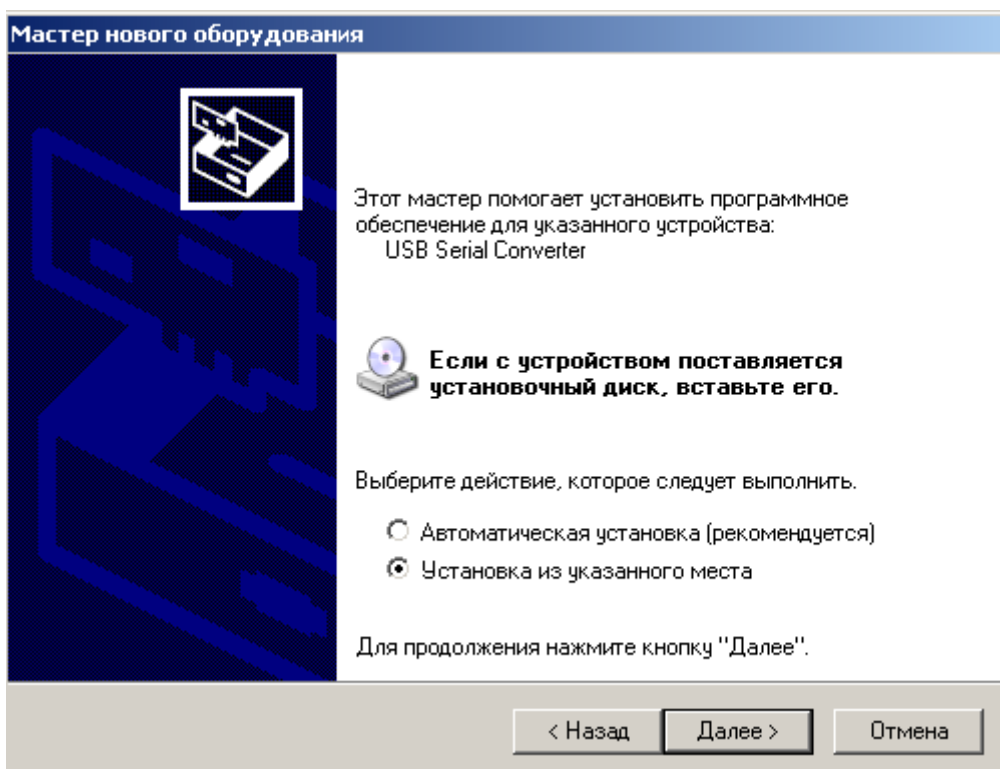 Мастер нового оборудования
Этот мастер помогает установить программное
обеспечение для указанного устройства:
USB Serial Converter
Если с устройством поставляется
установочный диск, вставьте его.
Выберите действие, которое следует выполнить.
Автоматическая установка (рекомендуется)
Установка из указанного места
Для продолжения нажмите кнопку "Далее".
< Назад
Далее >
Отмена